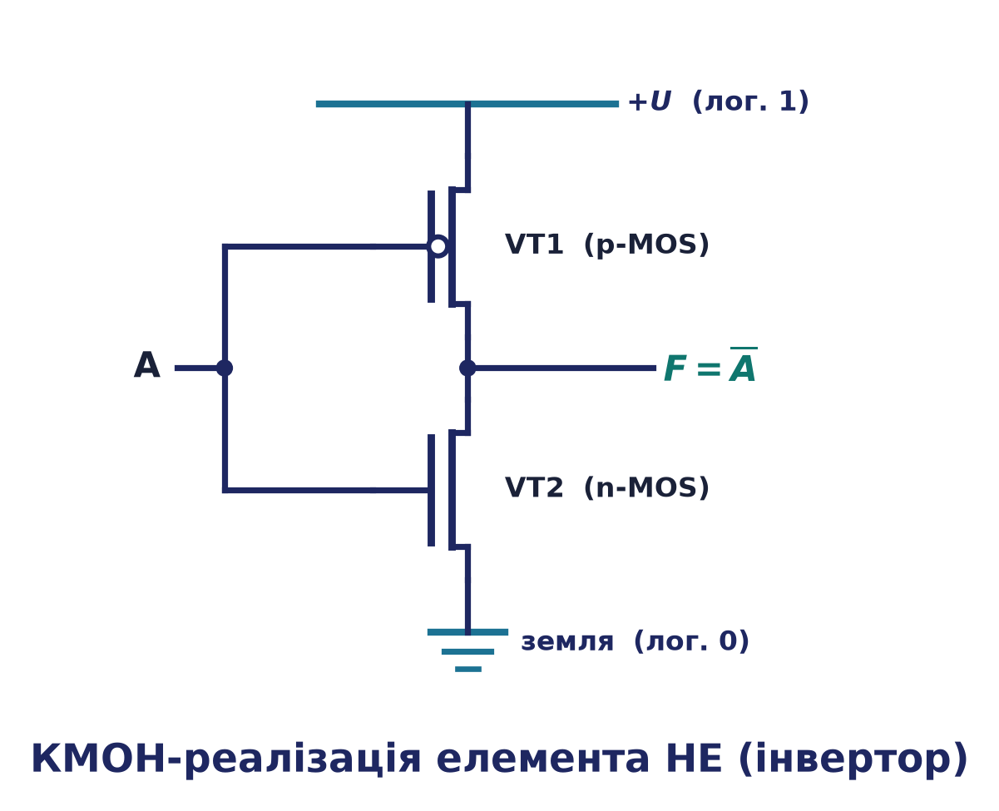 +U (лог. 1)
VT1 (p-MOS)
A
F = A̅
VT2 (n-MOS)
земля (лог. 0)
КМОН-реалізація елемента НЕ (інвертор)